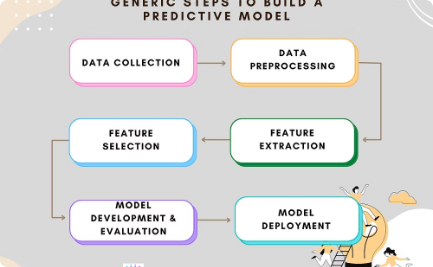 GENERIC STEPS TO BUILD A
PREDICTIVE MODEL
DATA COLLECTION
DATA
PREPROCESSING
FEATURE
EXTRACTION
FEATURE
SELECTION
MODEL
DEVELOPMENT &
EVALUATION
MODEL
DEPLOYMENT